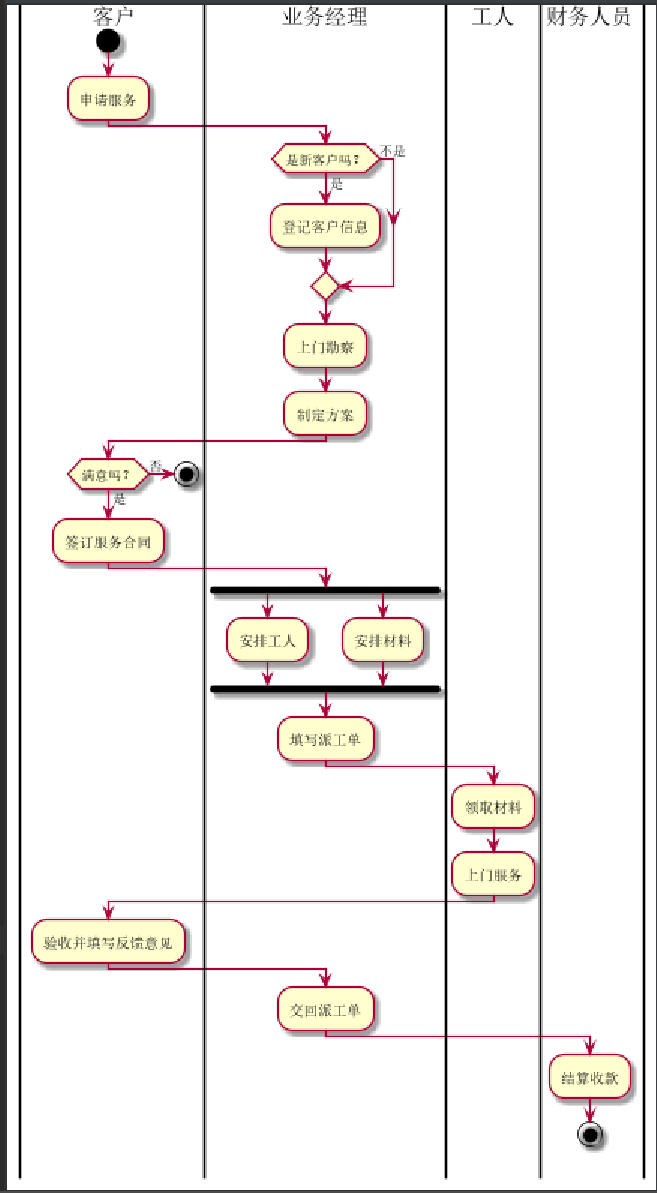 客户 业务经理 工人 财务人员
申请服务
是新客户吗？ 不是
是
登记客户信息
上门勘察
制定方案
满意吗？ 否
是
签订服务合同
安排工人 安排材料
填写派工单
领取材料
上门服务
验收并填写反馈意见
交回派工单
结算收款